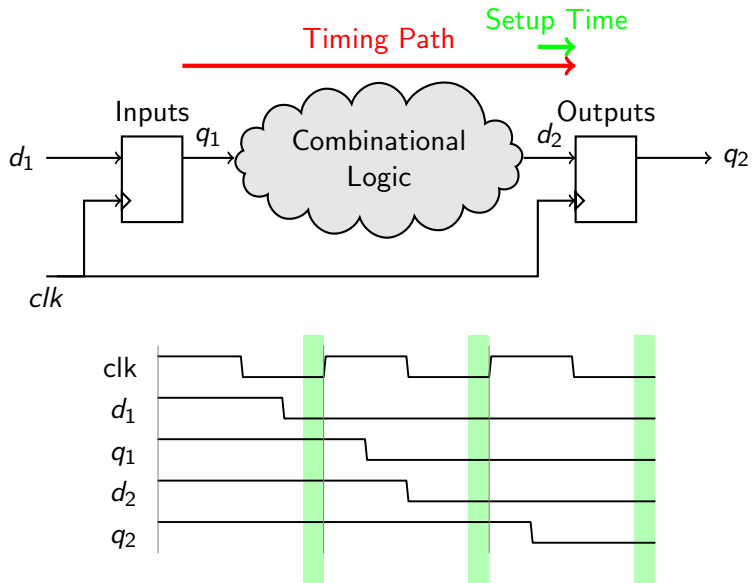 Setup Time
Timing Path
Inputs
Outputs
d1
q1
Combinational
Logic
d2
q2
clk
clk
d1
q1
d2
q2